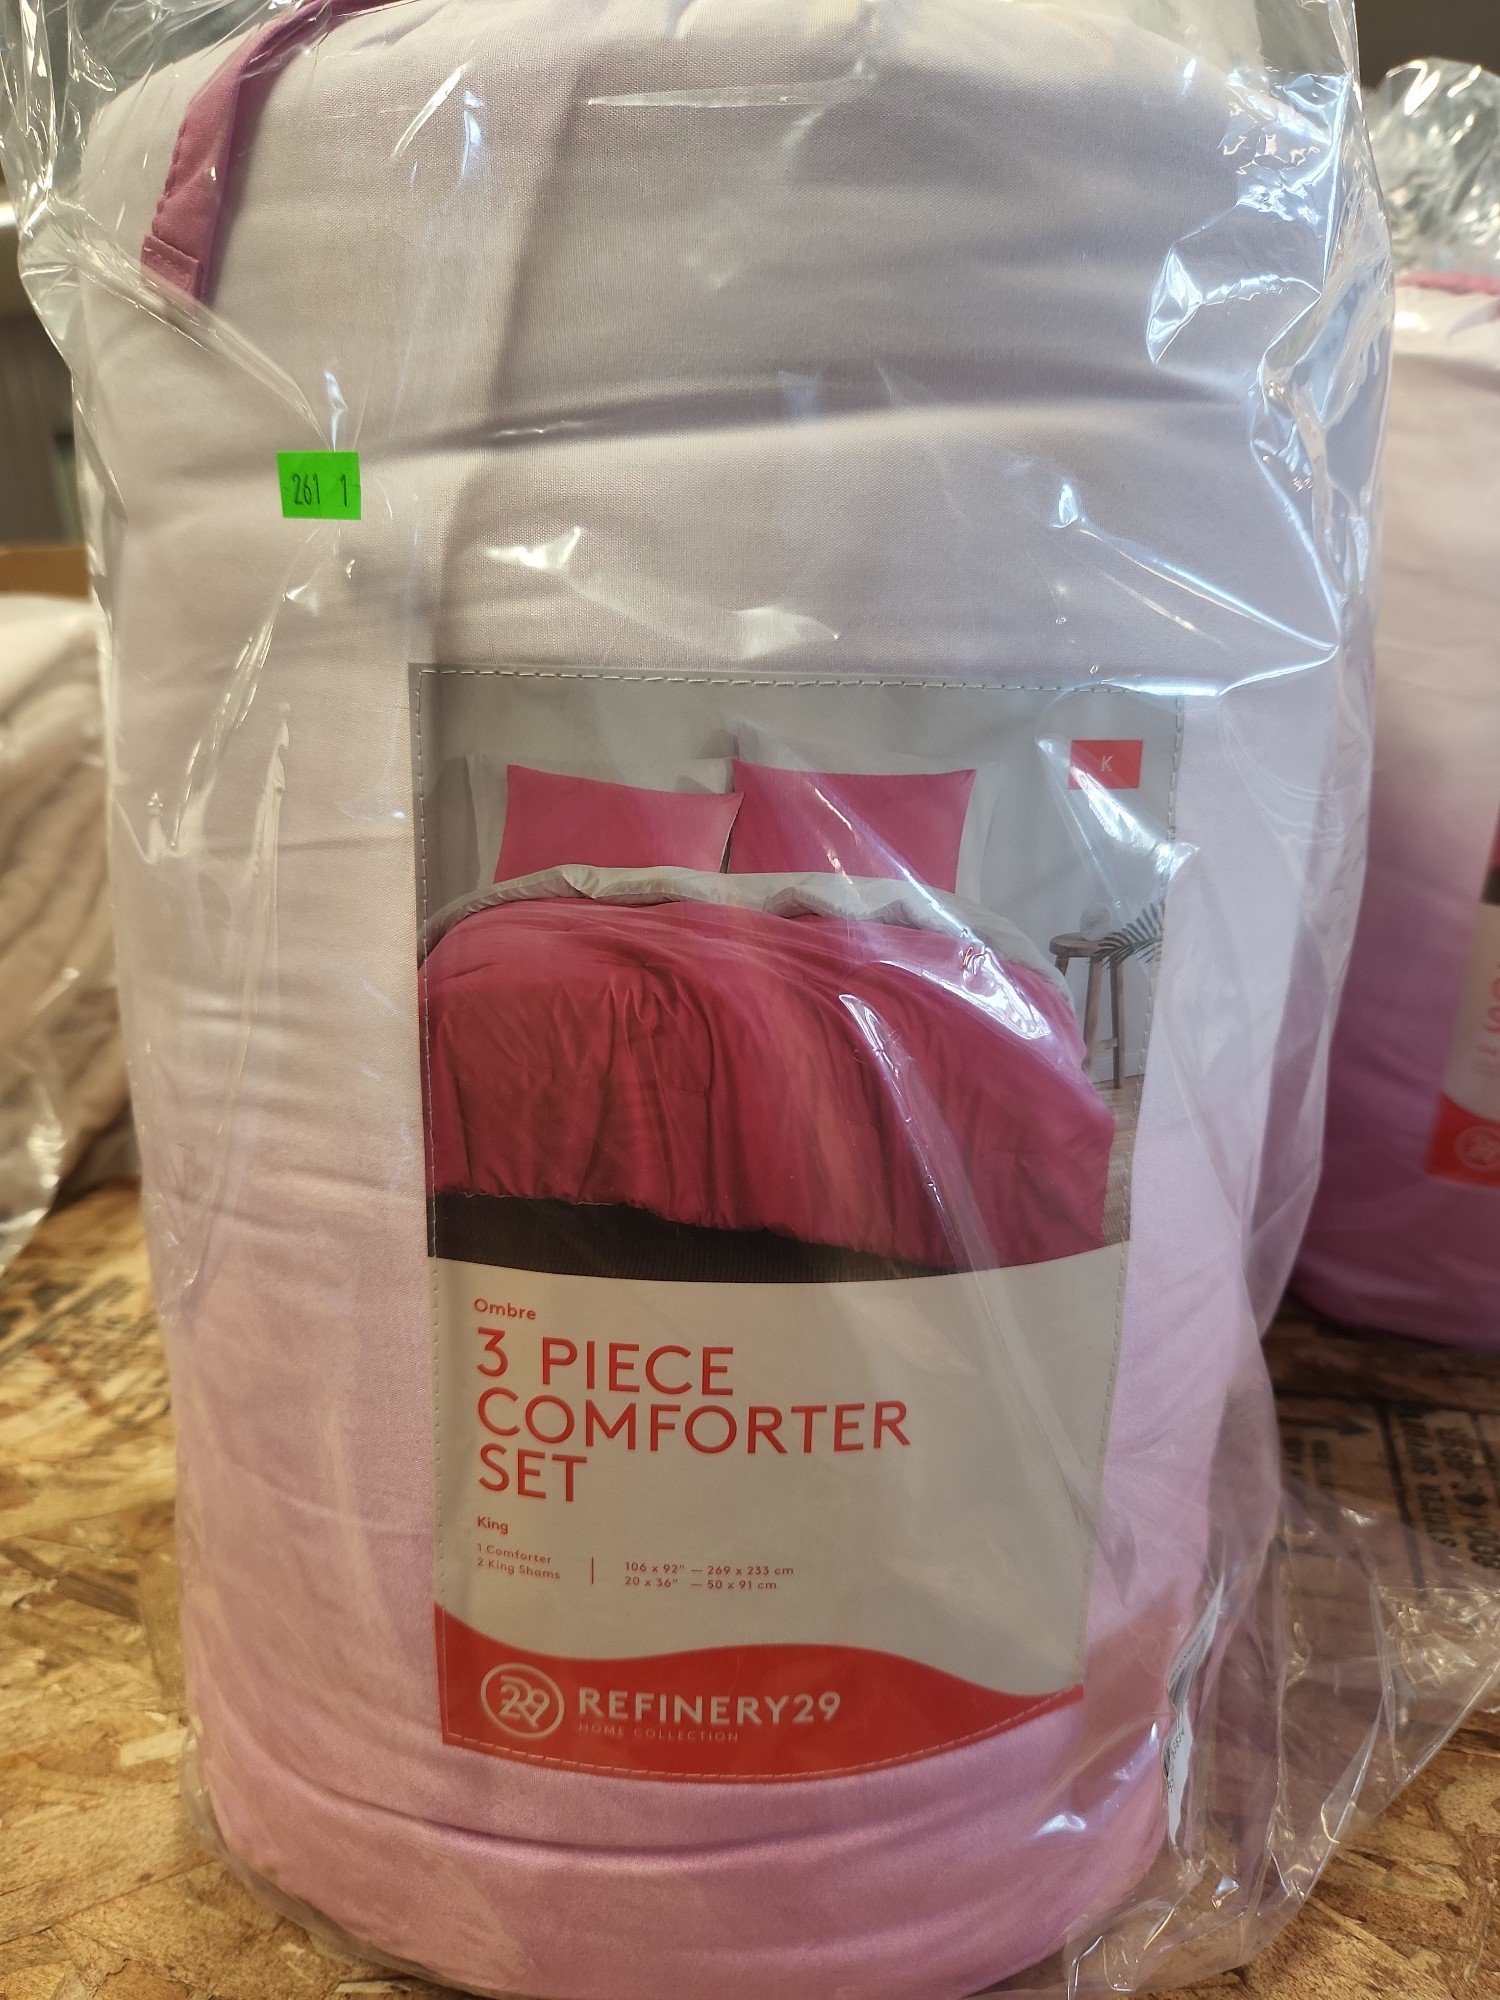 261 1
K
Ombre
3 PIECE
COMFORTER
SET
King
1 Comforter
2 King Shams
106 x 92" — 269 x 233 cm
20 x 36" — 50 x 91 cm
R29 REFINERY29
HOME COLLECTION